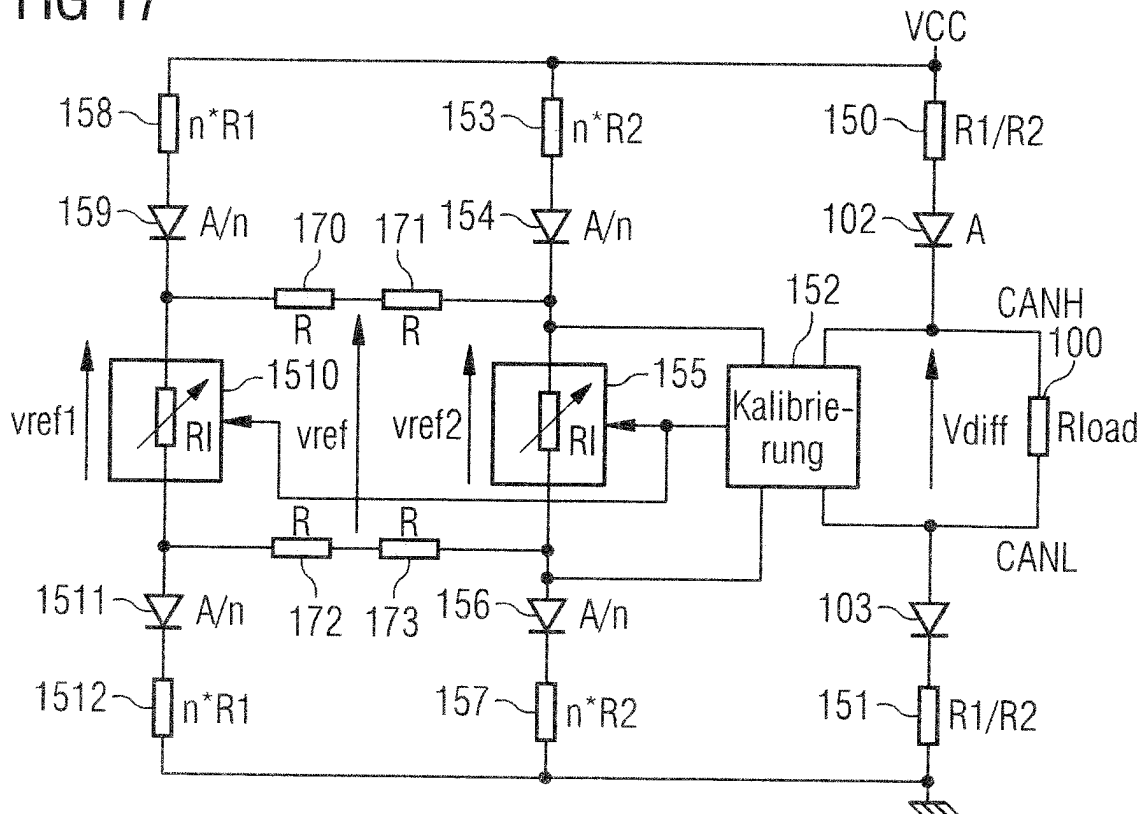 FIG 17
VCC
158
n*R1
153
n*R2
150
R1/R2
159
A/n
170
171
154
A/n
102
A
R
R
152
CANH
100
vref1
1510
RI
vref
vref2
155
RI
Kalibrie-
rung
Vdiff
Rload
R
R
CANL
1511
A/n
172
173
156
A/n
103
1512
n*R1
157
n*R2
151
R1/R2